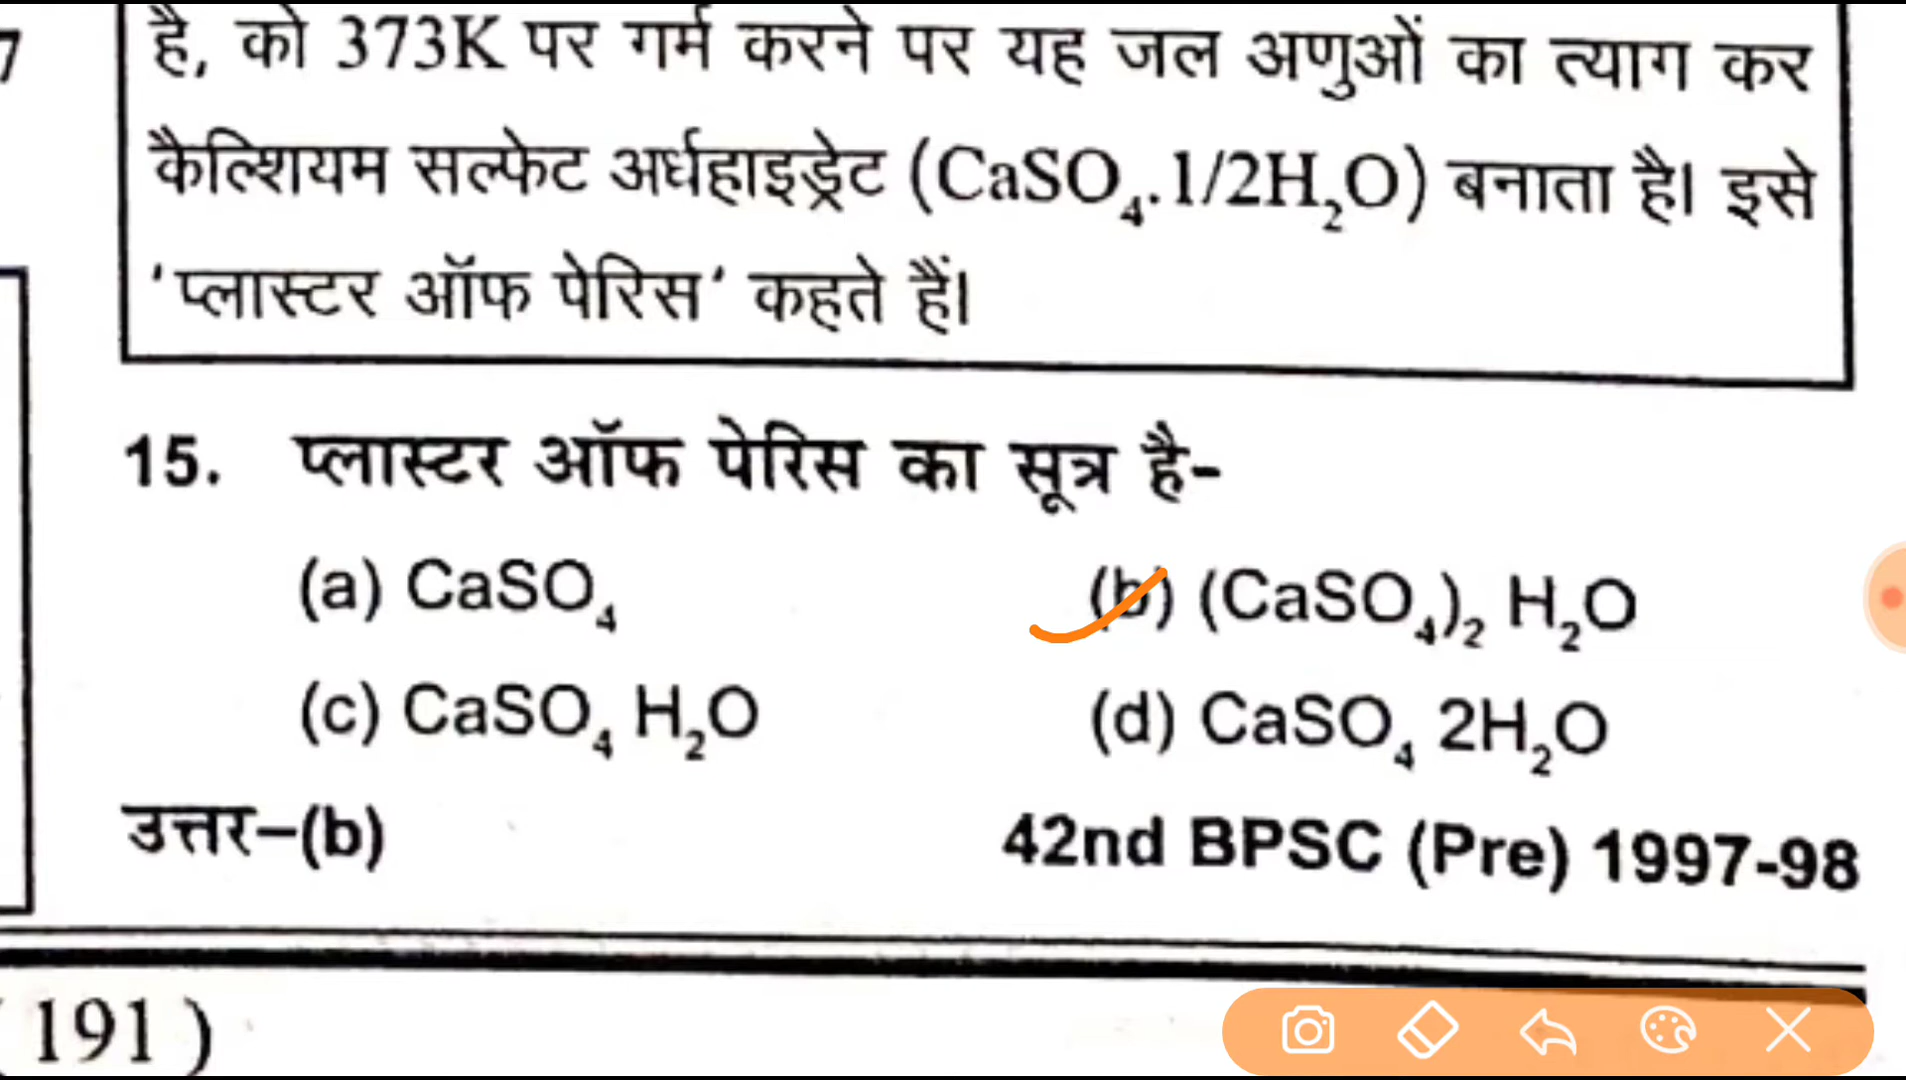 7
है, को 373K पर गर्म करने पर यह जल अणुओं का त्याग कर
कैल्शियम सल्फेट अर्धहाइड्रेट (CaSO₄.1/2H₂O) बनाता है। इसे
'प्लास्टर ऑफ पेरिस' कहते हैं।
15. प्लास्टर ऑफ पेरिस का सूत्र है-
(a) CaSO₄ (b) (CaSO₄)₂ H₂O
(c) CaSO₄ H₂O (d) CaSO₄ 2H₂O
उत्तर–(b) 42nd BPSC (Pre) 1997-98
( 191 )